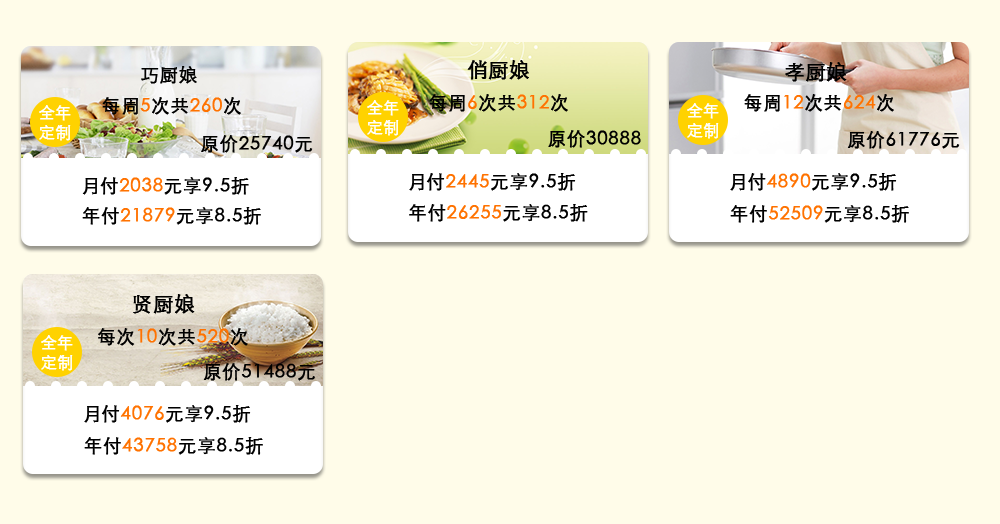 巧厨娘
每周5次共260次
全年
定制
原价25740元
月付2038元享9.5折
年付21879元享8.5折
俏厨娘
每周6次共312次
全年
定制
原价30888
月付2445元享9.5折
年付26255元享8.5折
孝厨娘
每周12次共624次
全年
定制
原价61776元
月付4890元享9.5折
年付52509元享8.5折
贤厨娘
每次10次共520次
全年
定制
原价51488元
月付4076元享9.5折
年付43758元享8.5折